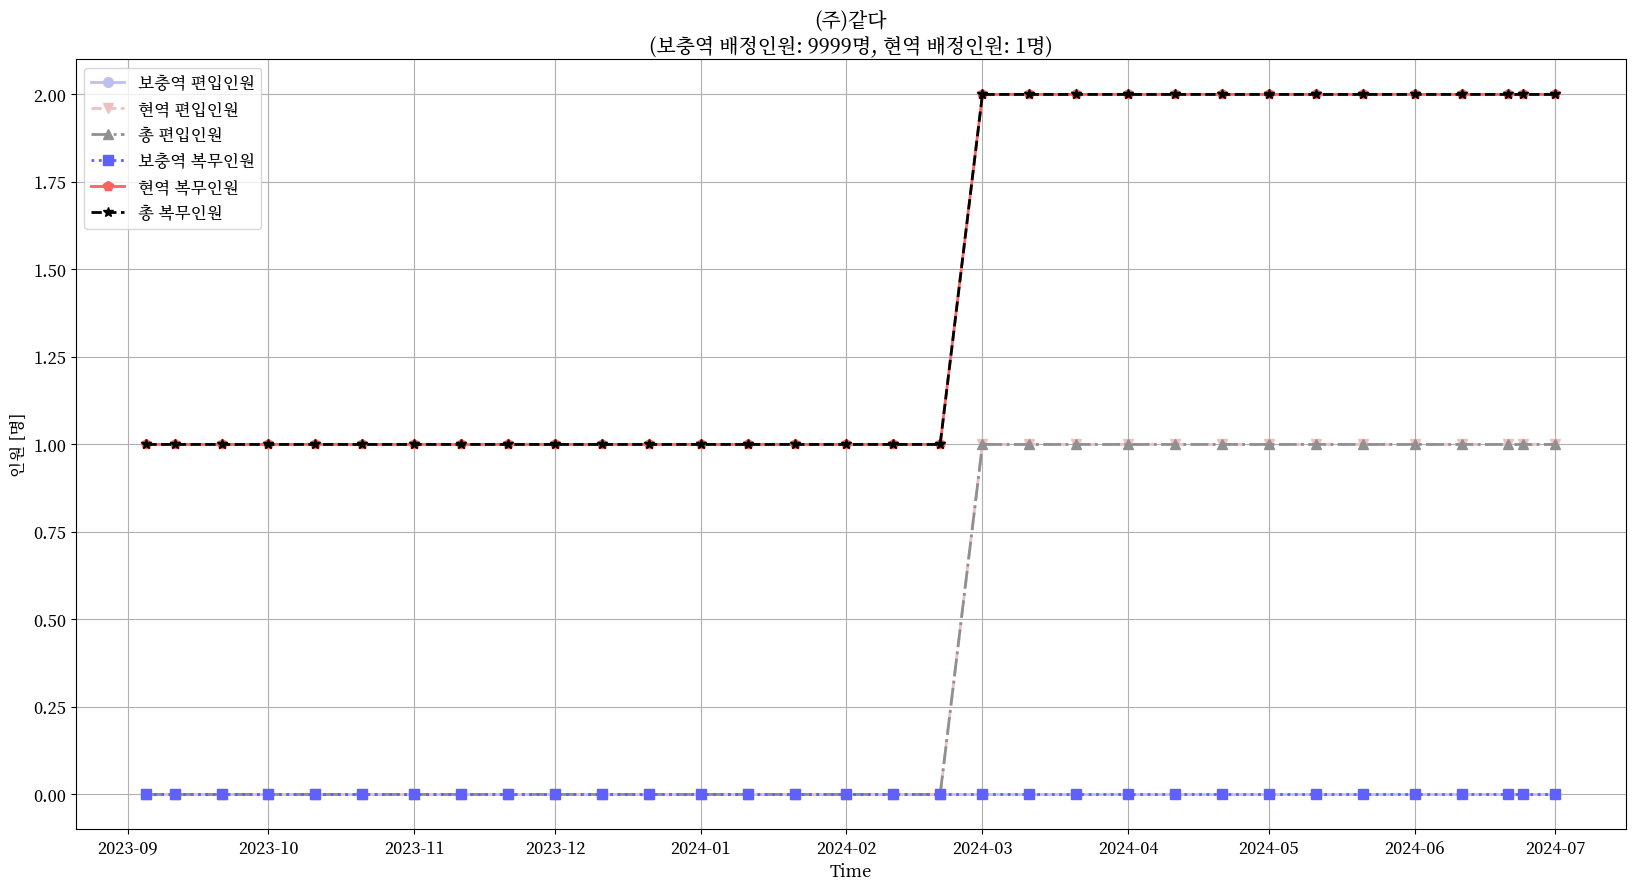 (주)같다
(보충역 배정인원: 9999명, 현역 배정인원: 1명)
보충역 편입인원
현역 편입인원
총 편입인원
보충역 복무인원
현역 복무인원
총 복무인원
2.00
1.75
1.50
1.25
1.00
0.75
0.50
0.25
0.00
인원 [명]
2023-09 2023-10 2023-11 2023-12 2024-01 2024-02 2024-03 2024-04 2024-05 2024-06 2024-07
Time